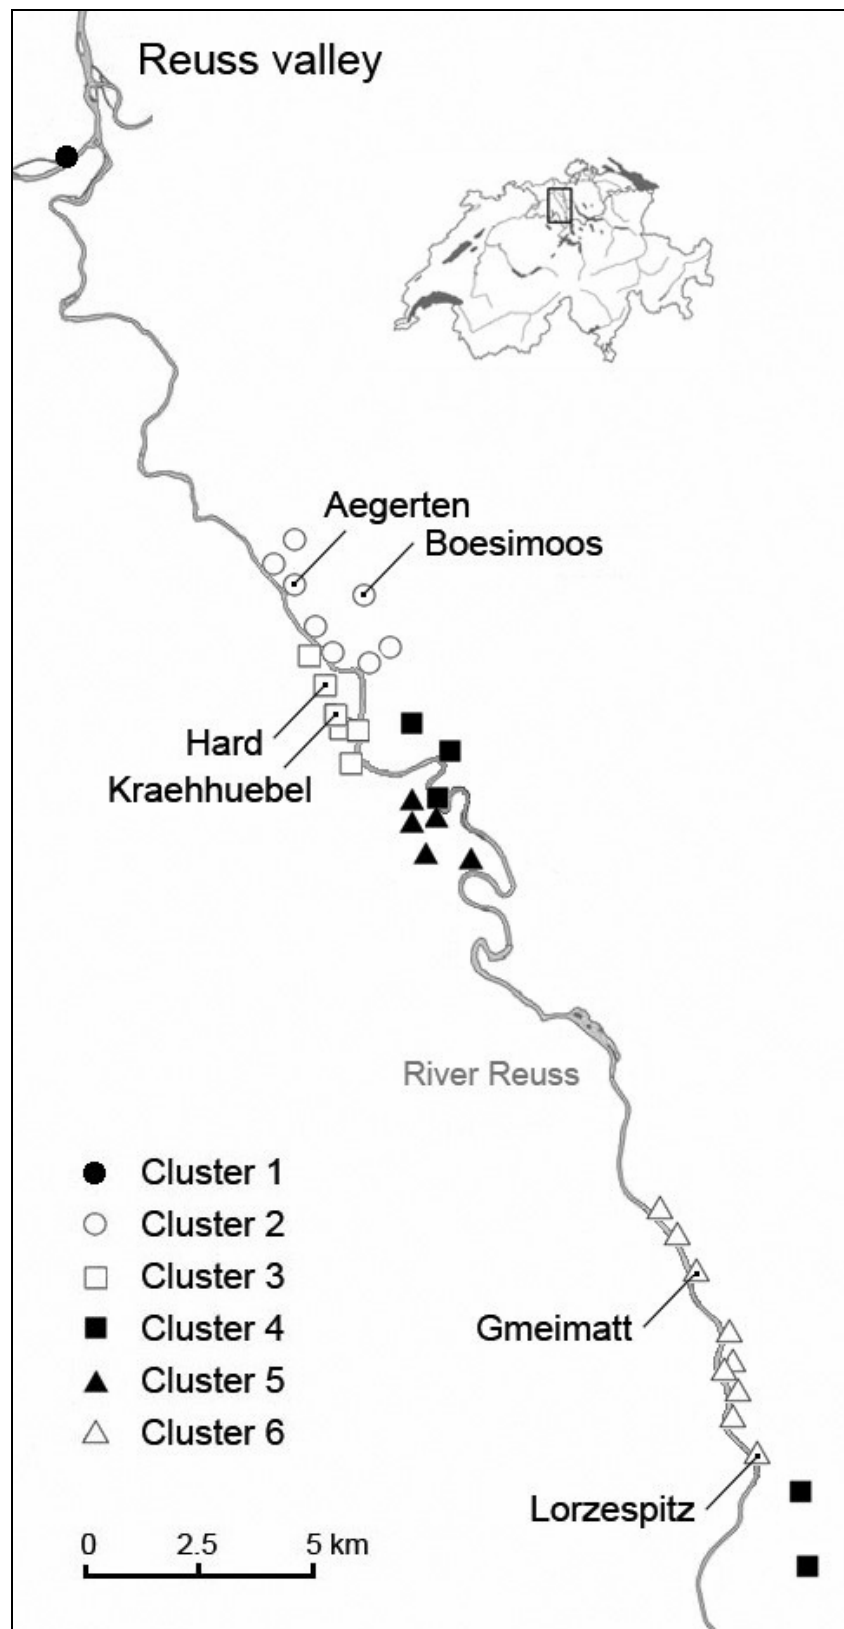 Reuss valley
Aegerten
Boesimoos
Hard
Kraehhuebel
River Reuss
Cluster 1
Cluster 2
Cluster 3
Cluster 4
Cluster 5
Cluster 6
Gmeimatt
Lorzespitz
0 2.5 5 km